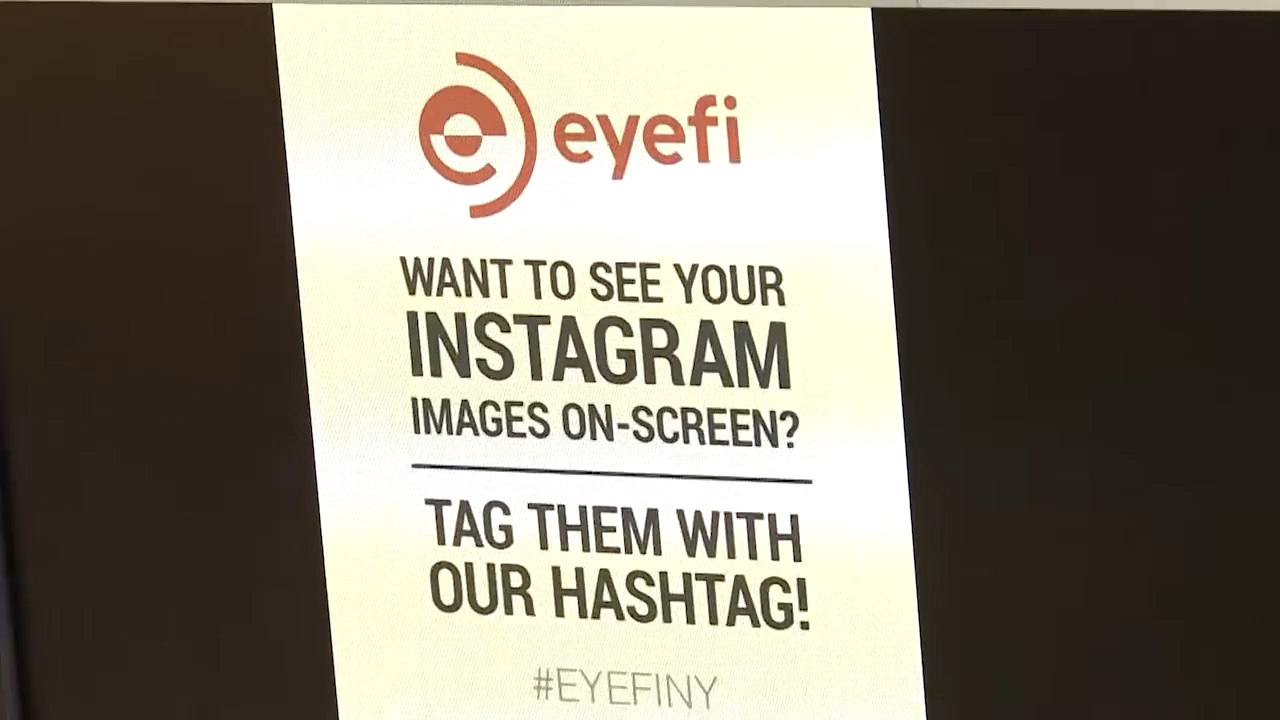 eyefi
WANT TO SEE YOUR
INSTAGRAM
IMAGES ON-SCREEN?
TAG THEM WITH
OUR HASHTAG!
#EYEFINY